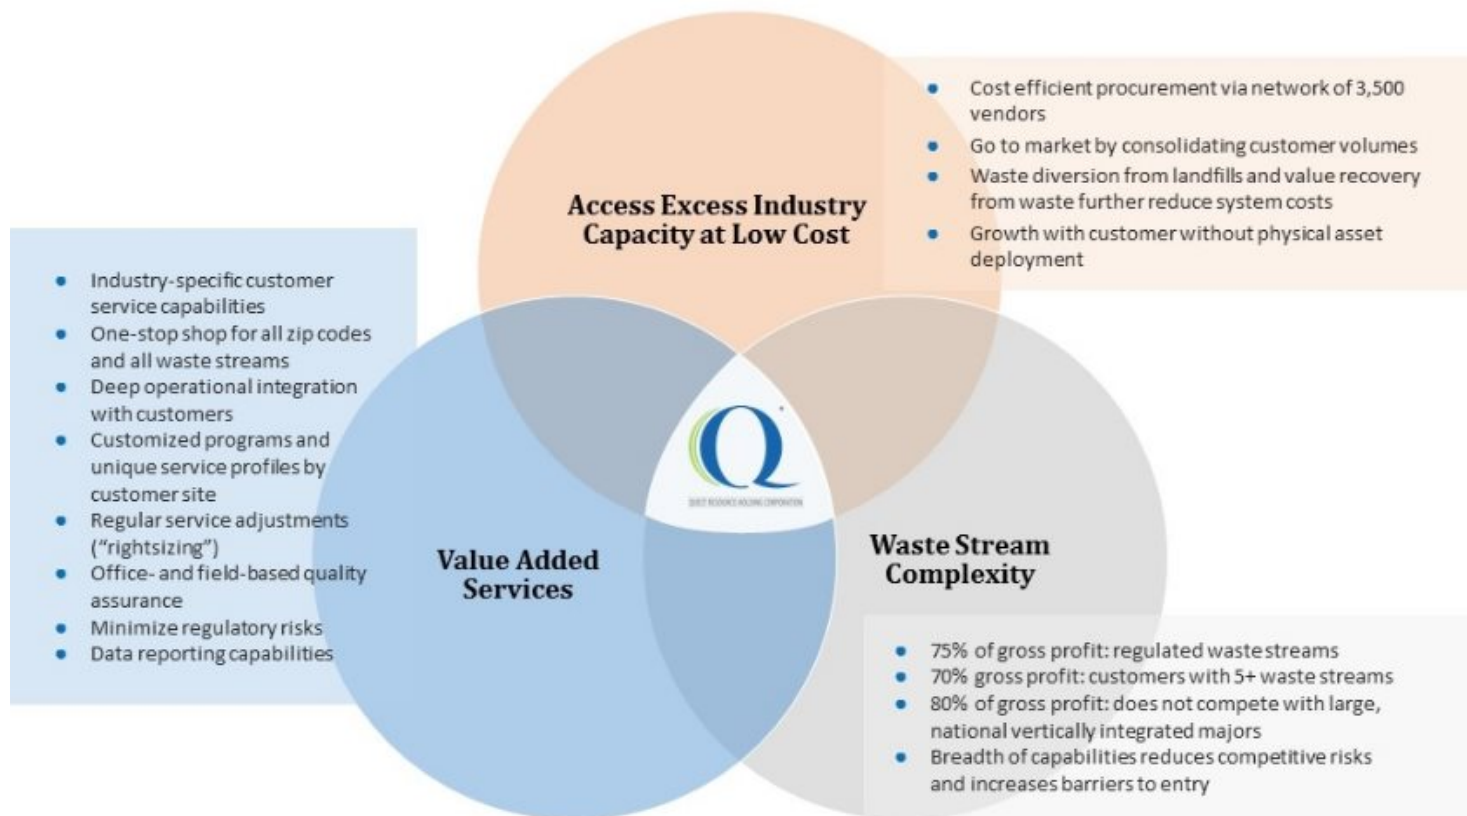 Access Excess Industry
Capacity at Low Cost
● Cost efficient procurement via network of 3,500
vendors
● Go to market by consolidating customer volumes
● Waste diversion from landfills and value recovery
from waste further reduce system costs
● Growth with customer without physical asset
deployment
● Industry-specific customer
service capabilities
● One-stop shop for all zip codes
and all waste streams
● Deep operational integration
with customers
● Customized programs and
unique service profiles by
customer site
● Regular service adjustments
(“rightsizing”)
● Office- and field-based quality
assurance
● Minimize regulatory risks
● Data reporting capabilities
Value Added
Services
Q
QUEST RESOURCE HOLDING CORPORATION
Waste Stream
Complexity
● 75% of gross profit: regulated waste streams
● 70% gross profit: customers with 5+ waste streams
● 80% of gross profit: does not compete with large,
national vertically integrated majors
● Breadth of capabilities reduces competitive risks
and increases barriers to entry